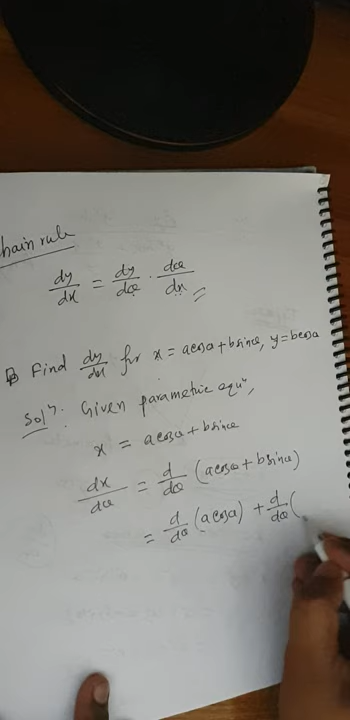 hain rule
dy/dx = dy/dθ · dθ/dx
Find dy/dx for x = acosθ + bsinθ, y = bcosθ
Solⁿ: Given parametric equⁿ,
x = acosθ + bsinθ
dx/dθ = d/dθ (acosθ + bsinθ)
= d/dθ (acosθ) + d/dθ (